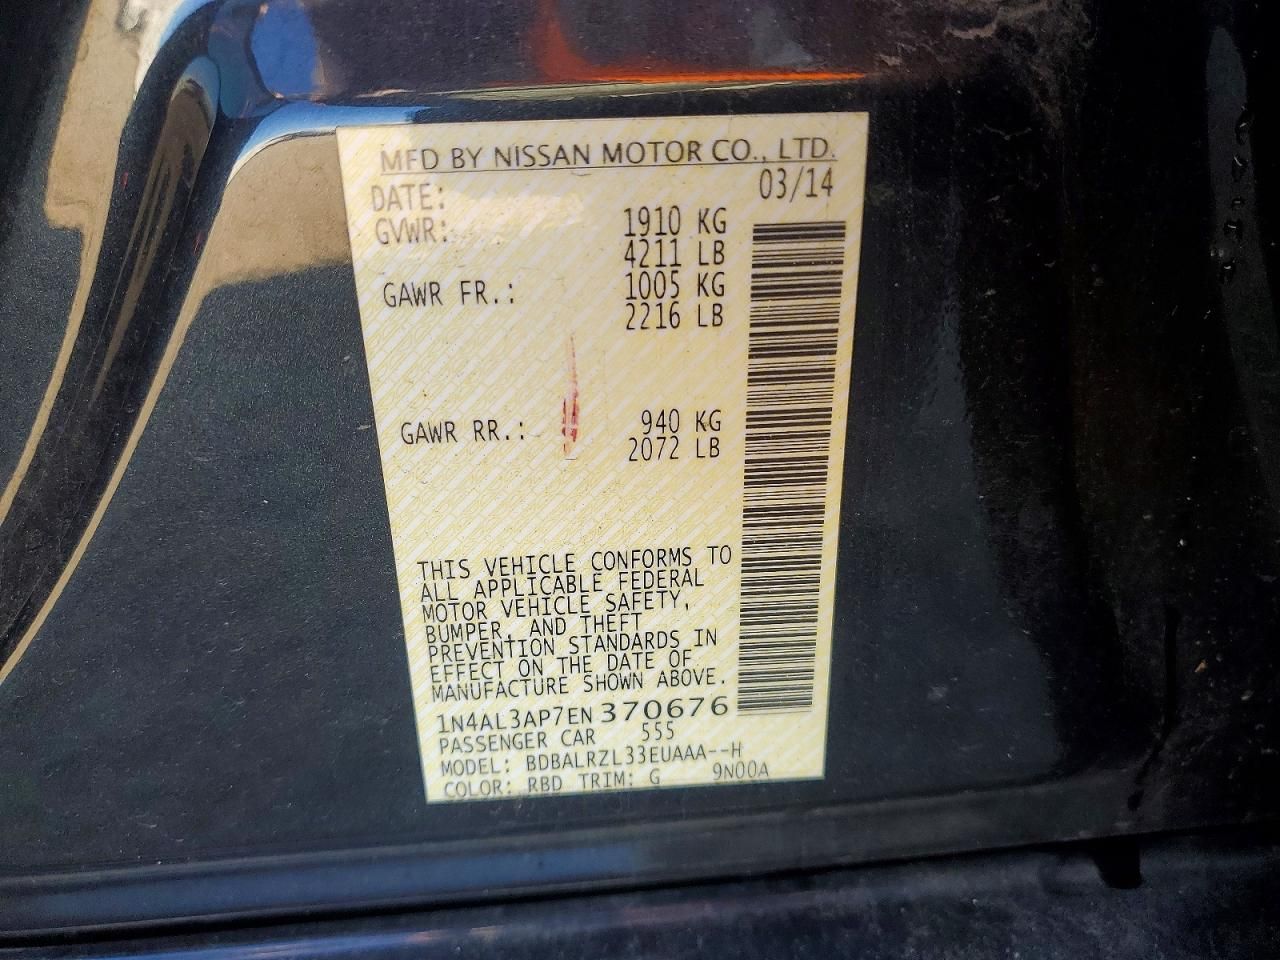 MFD BY NISSAN MOTOR CO., LTD.
DATE: 03/14
GVWR: 1910 KG
4211 LB
GAWR FR.: 1005 KG
2216 LB
GAWR RR.: 940 KG
2072 LB
THIS VEHICLE CONFORMS TO
ALL APPLICABLE FEDERAL
MOTOR VEHICLE SAFETY,
BUMPER, AND THEFT
PREVENTION STANDARDS IN
EFFECT ON THE DATE OF
MANUFACTURE SHOWN ABOVE.
1N4AL3AP7EN370676
PASSENGER CAR 555
MODEL: BDBALRZL33EUAAA--H
COLOR: RBD TRIM: G 9N00A